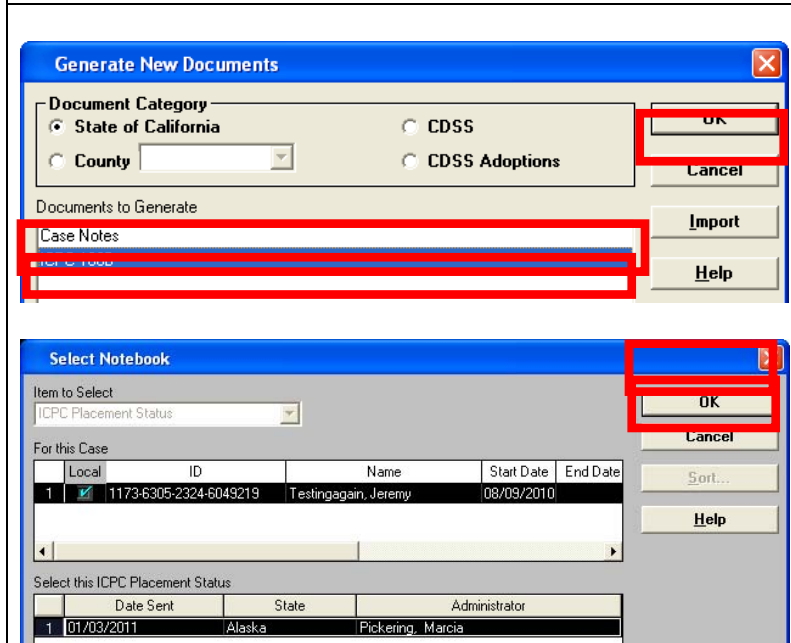 Generate New Documents
Document Category
State of California CDSS
County CDSS Adoptions
OK
Cancel
Documents to Generate
Import
Case Notes
Help
Select Notebook
Item to Select
ICPC Placement Status
OK
Cancel
For this Case
Local ID Name Start Date End Date
1 1173-6305-2324-6049219 Testingagain, Jeremy 08/09/2010
Sort...
Help
Select this ICPC Placement Status
Date Sent State Administrator
1 01/03/2011 Alaska Pickering, Marcia